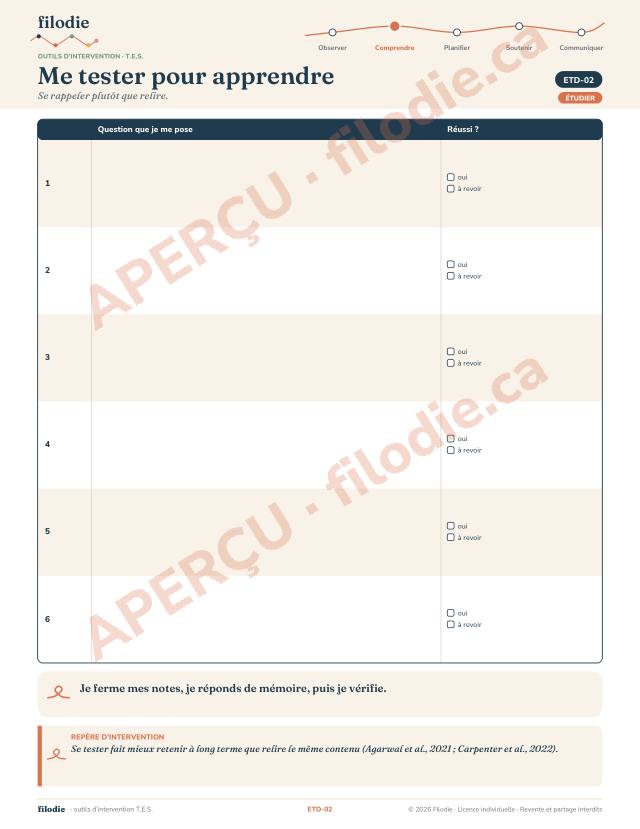 filodie
OUTILS D'INTERVENTION · T.E.S.
Observer Comprendre Planifier Soutenir Communiquer
Me tester pour apprendre
Se rappeler plutôt que relire.
ETD-02
ÉTUDIER
Question que je me pose Réussi ?
1
oui
à revoir
2
oui
à revoir
3
oui
à revoir
4
oui
à revoir
5
oui
à revoir
6
oui
à revoir
APERÇU · filodie.ca
APERÇU · filodie.ca
Je ferme mes notes, je réponds de mémoire, puis je vérifie.
REPÈRE D'INTERVENTION
Se tester fait mieux retenir à long terme que relire le même contenu (Agarwal et al., 2021 ; Carpenter et al., 2022).
filodie · outils d'intervention T.E.S. ETD-02 © 2026 Filodie · Licence individuelle · Revente et partage interdits